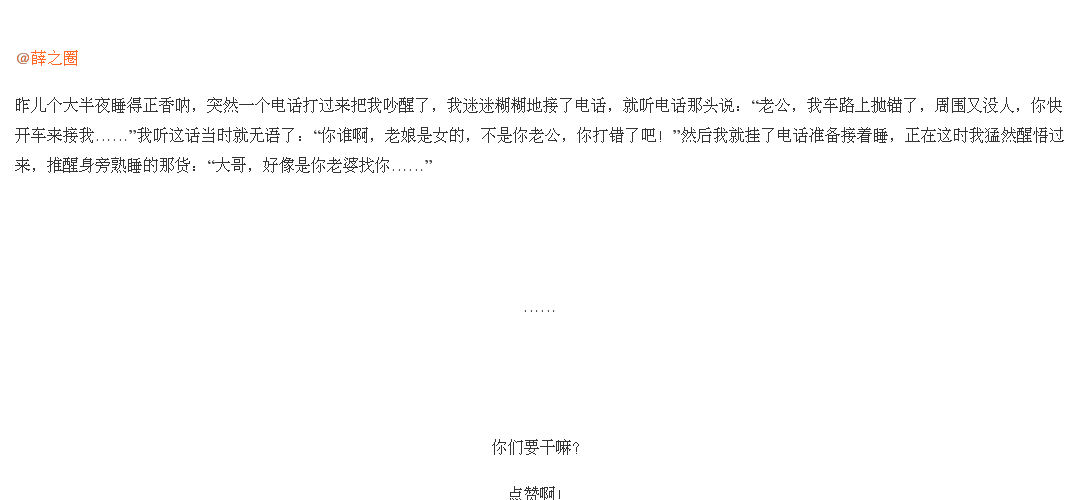 @薛之圈
昨儿个大半夜睡得正香呐，突然一个电话打过来把我吵醒了，我迷迷糊糊地接了电话，就听电话那头说：“老公，我车路上抛错了，周围又没人，你快
开车来接我……”我听这话当时就无语了：“你谁啊，老娘是女的，不是你老公，你打错了吧！”然后我就挂了电话准备接着睡，正在这时我猛然醒悟过
来，推醒身旁熟睡的那货：“大哥，好像是你老婆找你……”
……
你们要干嘛？
点赞啊！